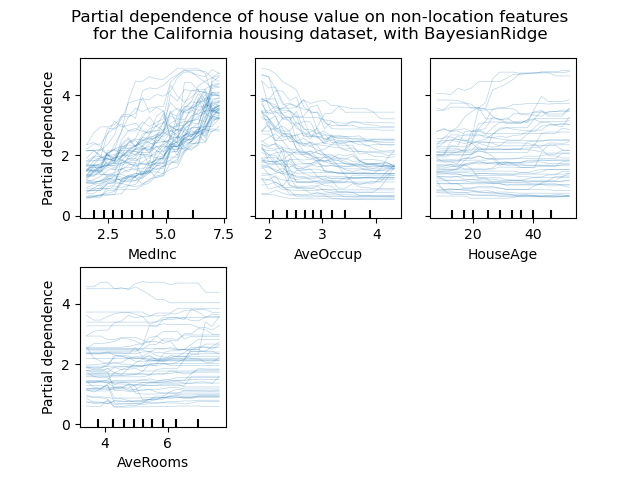 Partial dependence of house value on non-location features
for the California housing dataset, with BayesianRidge
Partial dependence
4
2
0
2.5
5.0
7.5
MedInc
2
3
4
AveOccup
20
40
HouseAge
Partial dependence
4
2
0
4
6
AveRooms